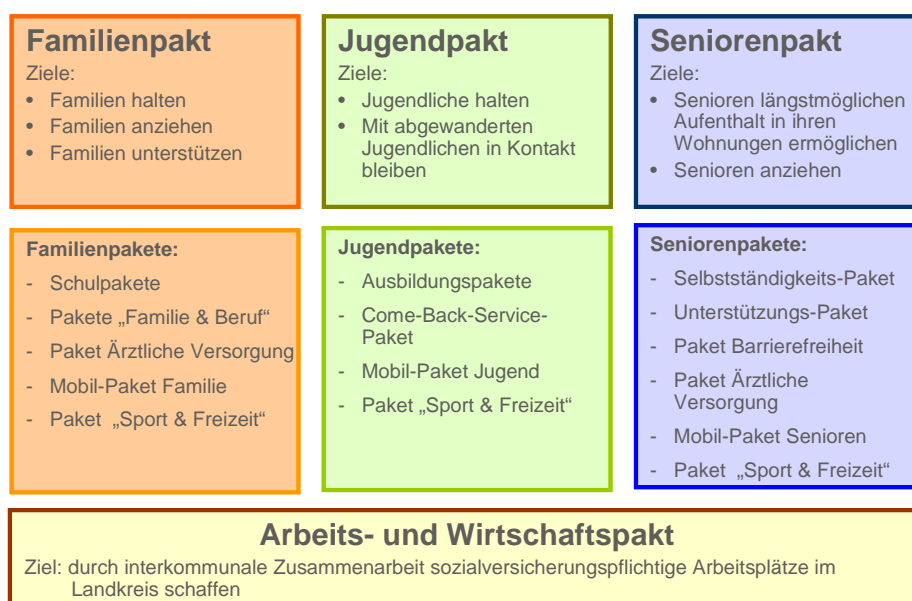 Familienpakt
Ziele:
• Familien halten
• Familien anziehen
• Familien unterstützen
Jugendpakt
Ziele:
• Jugendliche halten
• Mit abgewanderten
Jugendlichen in Kontakt
bleiben
Seniorenpakt
Ziele:
• Senioren längstmöglichen
Aufenthalt in ihren
Wohnungen ermöglichen
• Senioren anziehen
Familienpakete:
- Schulpakete
- Pakete „Familie & Beruf“
- Paket Ärztliche Versorgung
- Mobil-Paket Familie
- Paket „Sport & Freizeit“
Jugendpakete:
- Ausbildungspakete
- Come-Back-Service-
Paket
- Mobil-Paket Jugend
- Paket „Sport & Freizeit“
Seniorenpakete:
- Selbstständigkeits-Paket
- Unterstützungs-Paket
- Paket Barrierefreiheit
- Paket Ärztliche
Versorgung
- Mobil-Paket Senioren
- Paket „Sport & Freizeit“
Arbeits- und Wirtschaftspakt
Ziel: durch interkommunale Zusammenarbeit sozialversicherungspflichtige Arbeitsplätze im
Landkreis schaffen